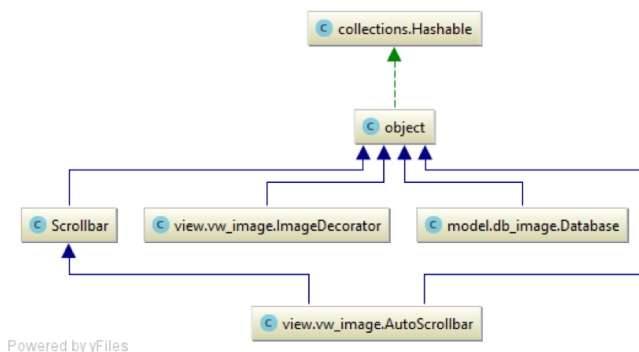 C collections.Hashable
C object
C Scrollbar
C view.vw_image.ImageDecorator
C model.db_image.Database
C view.vw_image.AutoScrollbar
Powered by yFiles